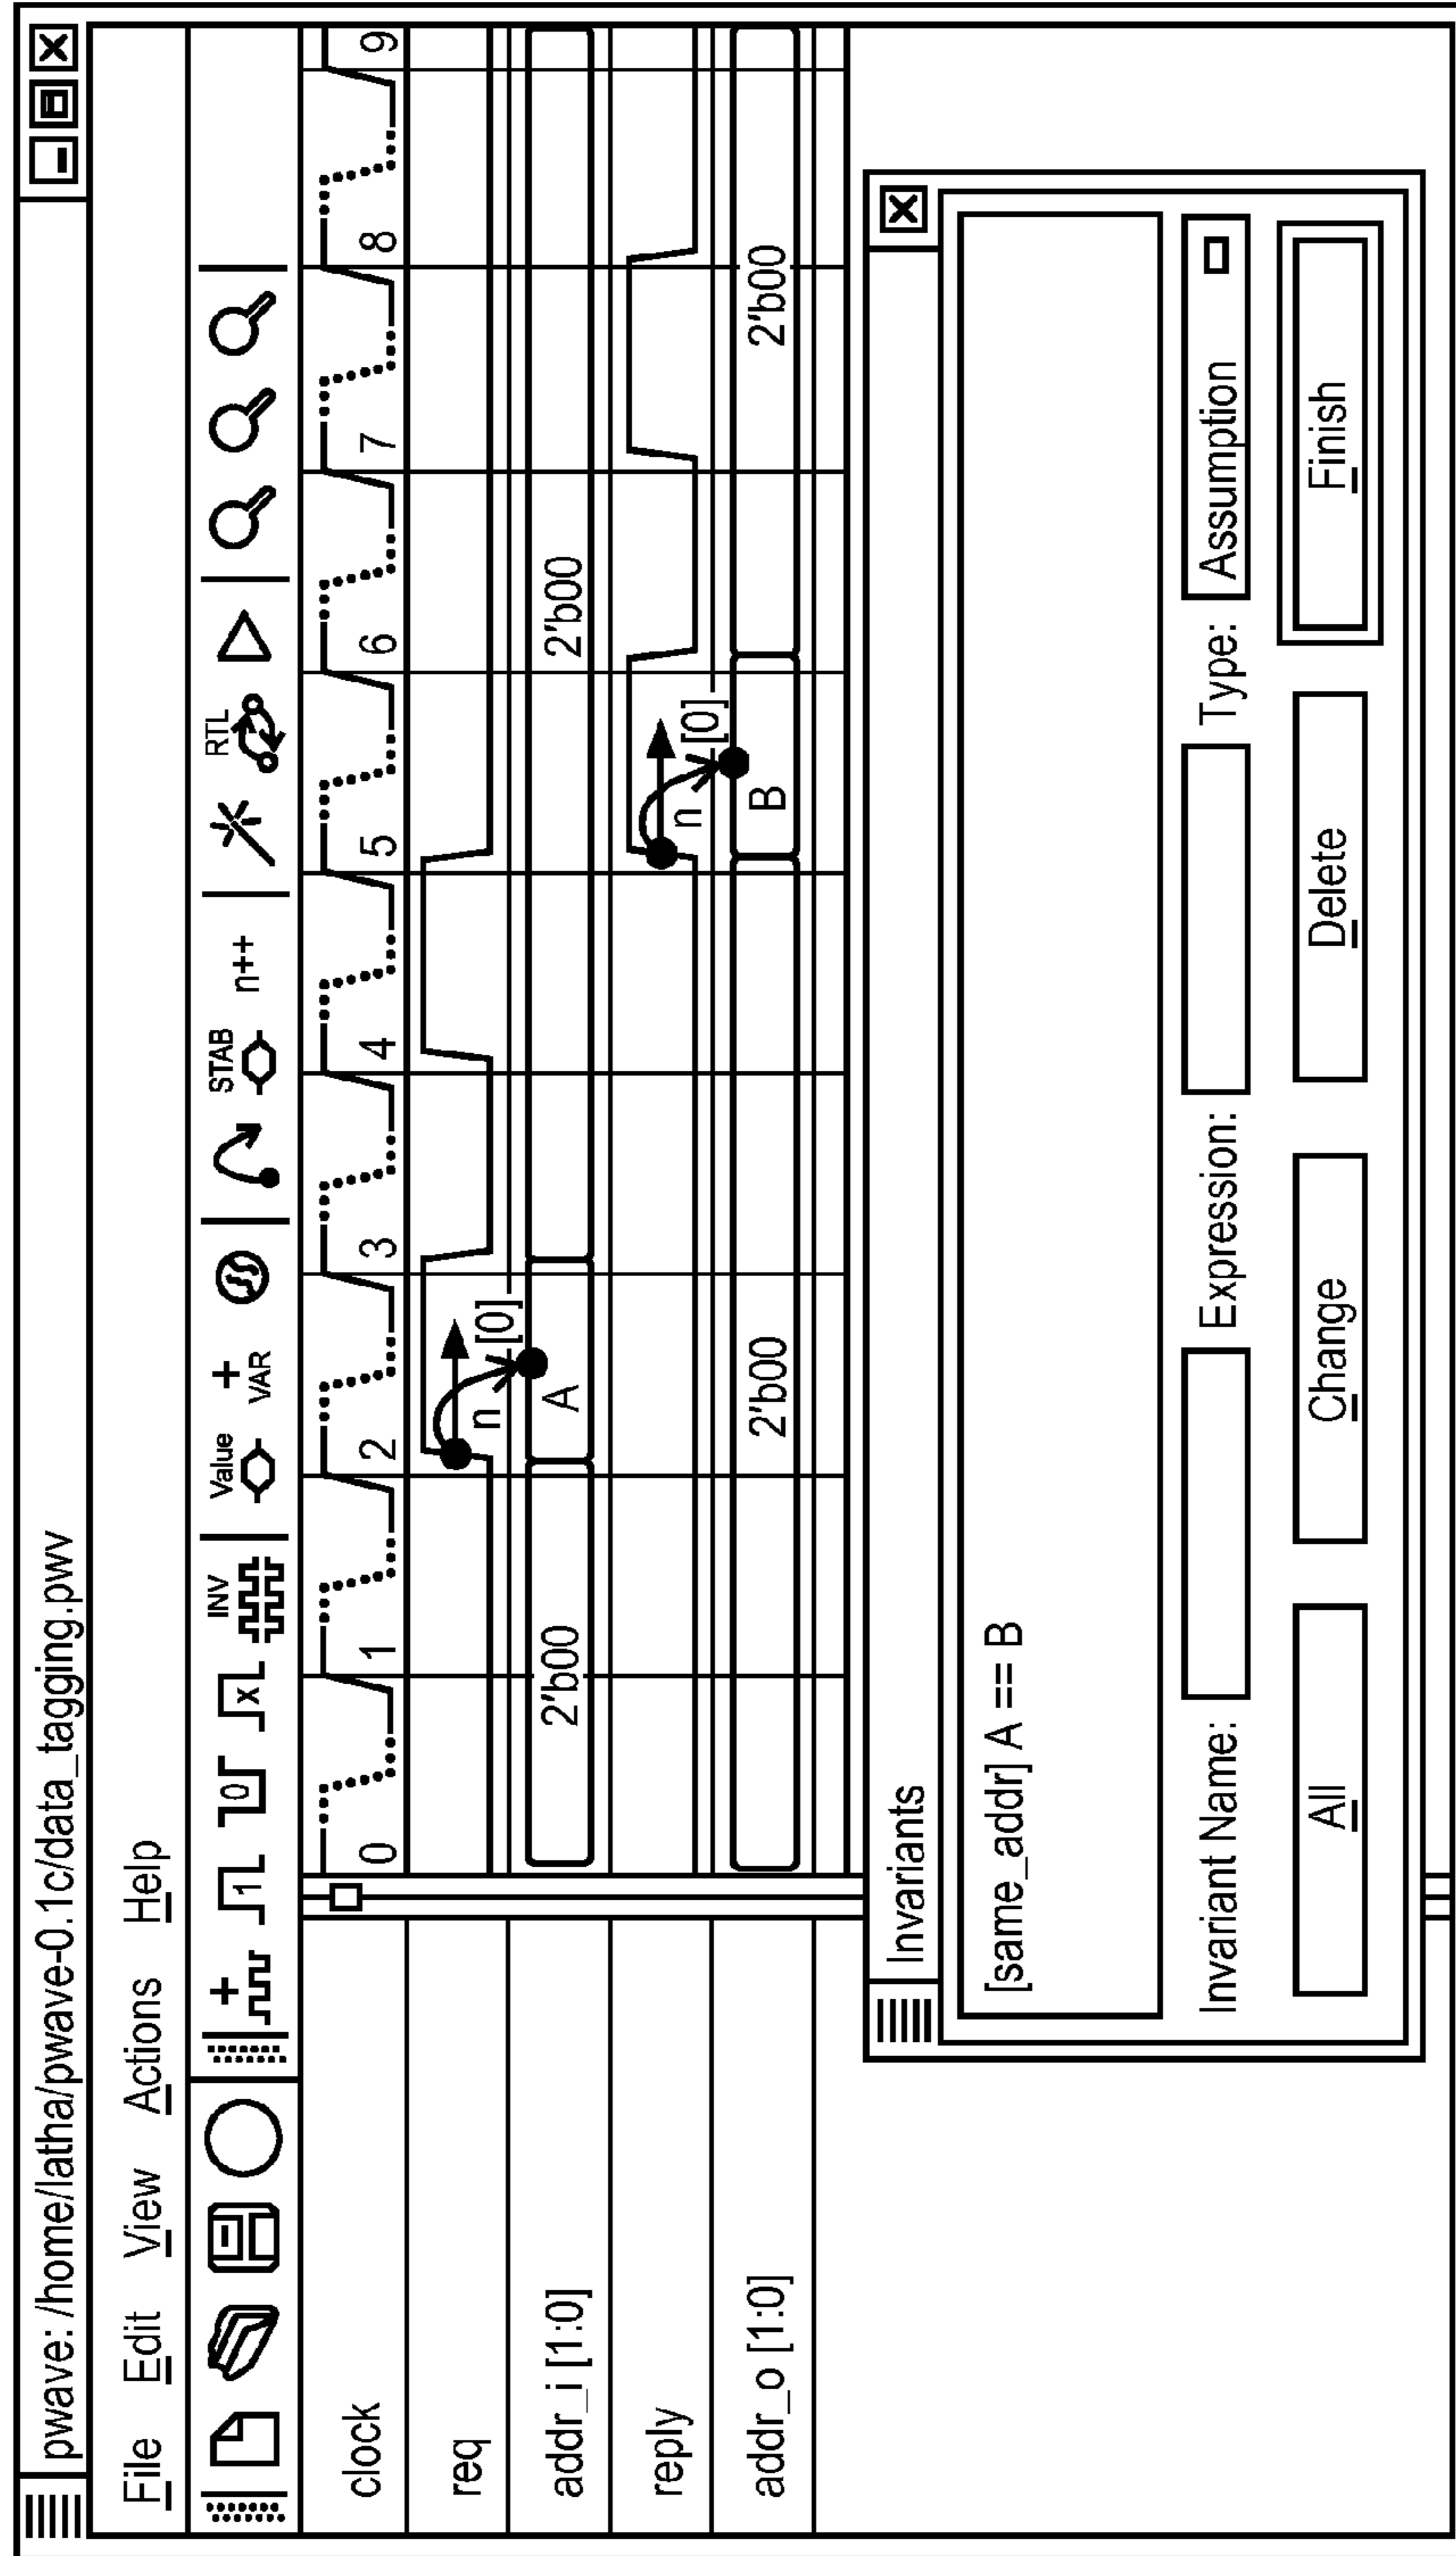 pwave: /home/latha/pwave-0.1c/data_tagging.pwv
File Edit View Actions Help
1 0 x INV Value + VAR STAB n++ RTL
clock 0 1 2 3 4 5 6 7 8 9
req n [0]
addr_i [1:0] 2'b00 A 2'b00
reply n [0]
addr_o [1:0] 2'b00 B 2'b00
Invariants
[same_addr] A == B
Invariant Name: Expression: Type: Assumption
All Change Delete Finish